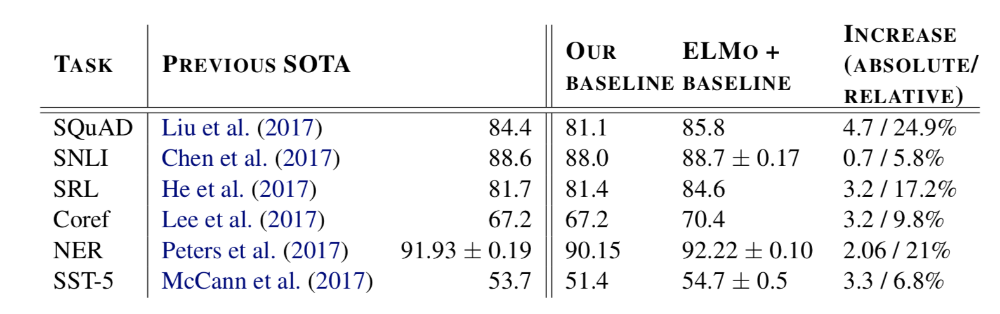 TASK PREVIOUS SOTA OUR BASELINE ELMO + BASELINE INCREASE (ABSOLUTE/ RELATIVE)
SQuAD Liu et al. (2017) 84.4 81.1 85.8 4.7 / 24.9%
SNLI Chen et al. (2017) 88.6 88.0 88.7 ± 0.17 0.7 / 5.8%
SRL He et al. (2017) 81.7 81.4 84.6 3.2 / 17.2%
Coref Lee et al. (2017) 67.2 67.2 70.4 3.2 / 9.8%
NER Peters et al. (2017) 91.93 ± 0.19 90.15 92.22 ± 0.10 2.06 / 21%
SST-5 McCann et al. (2017) 53.7 51.4 54.7 ± 0.5 3.3 / 6.8%